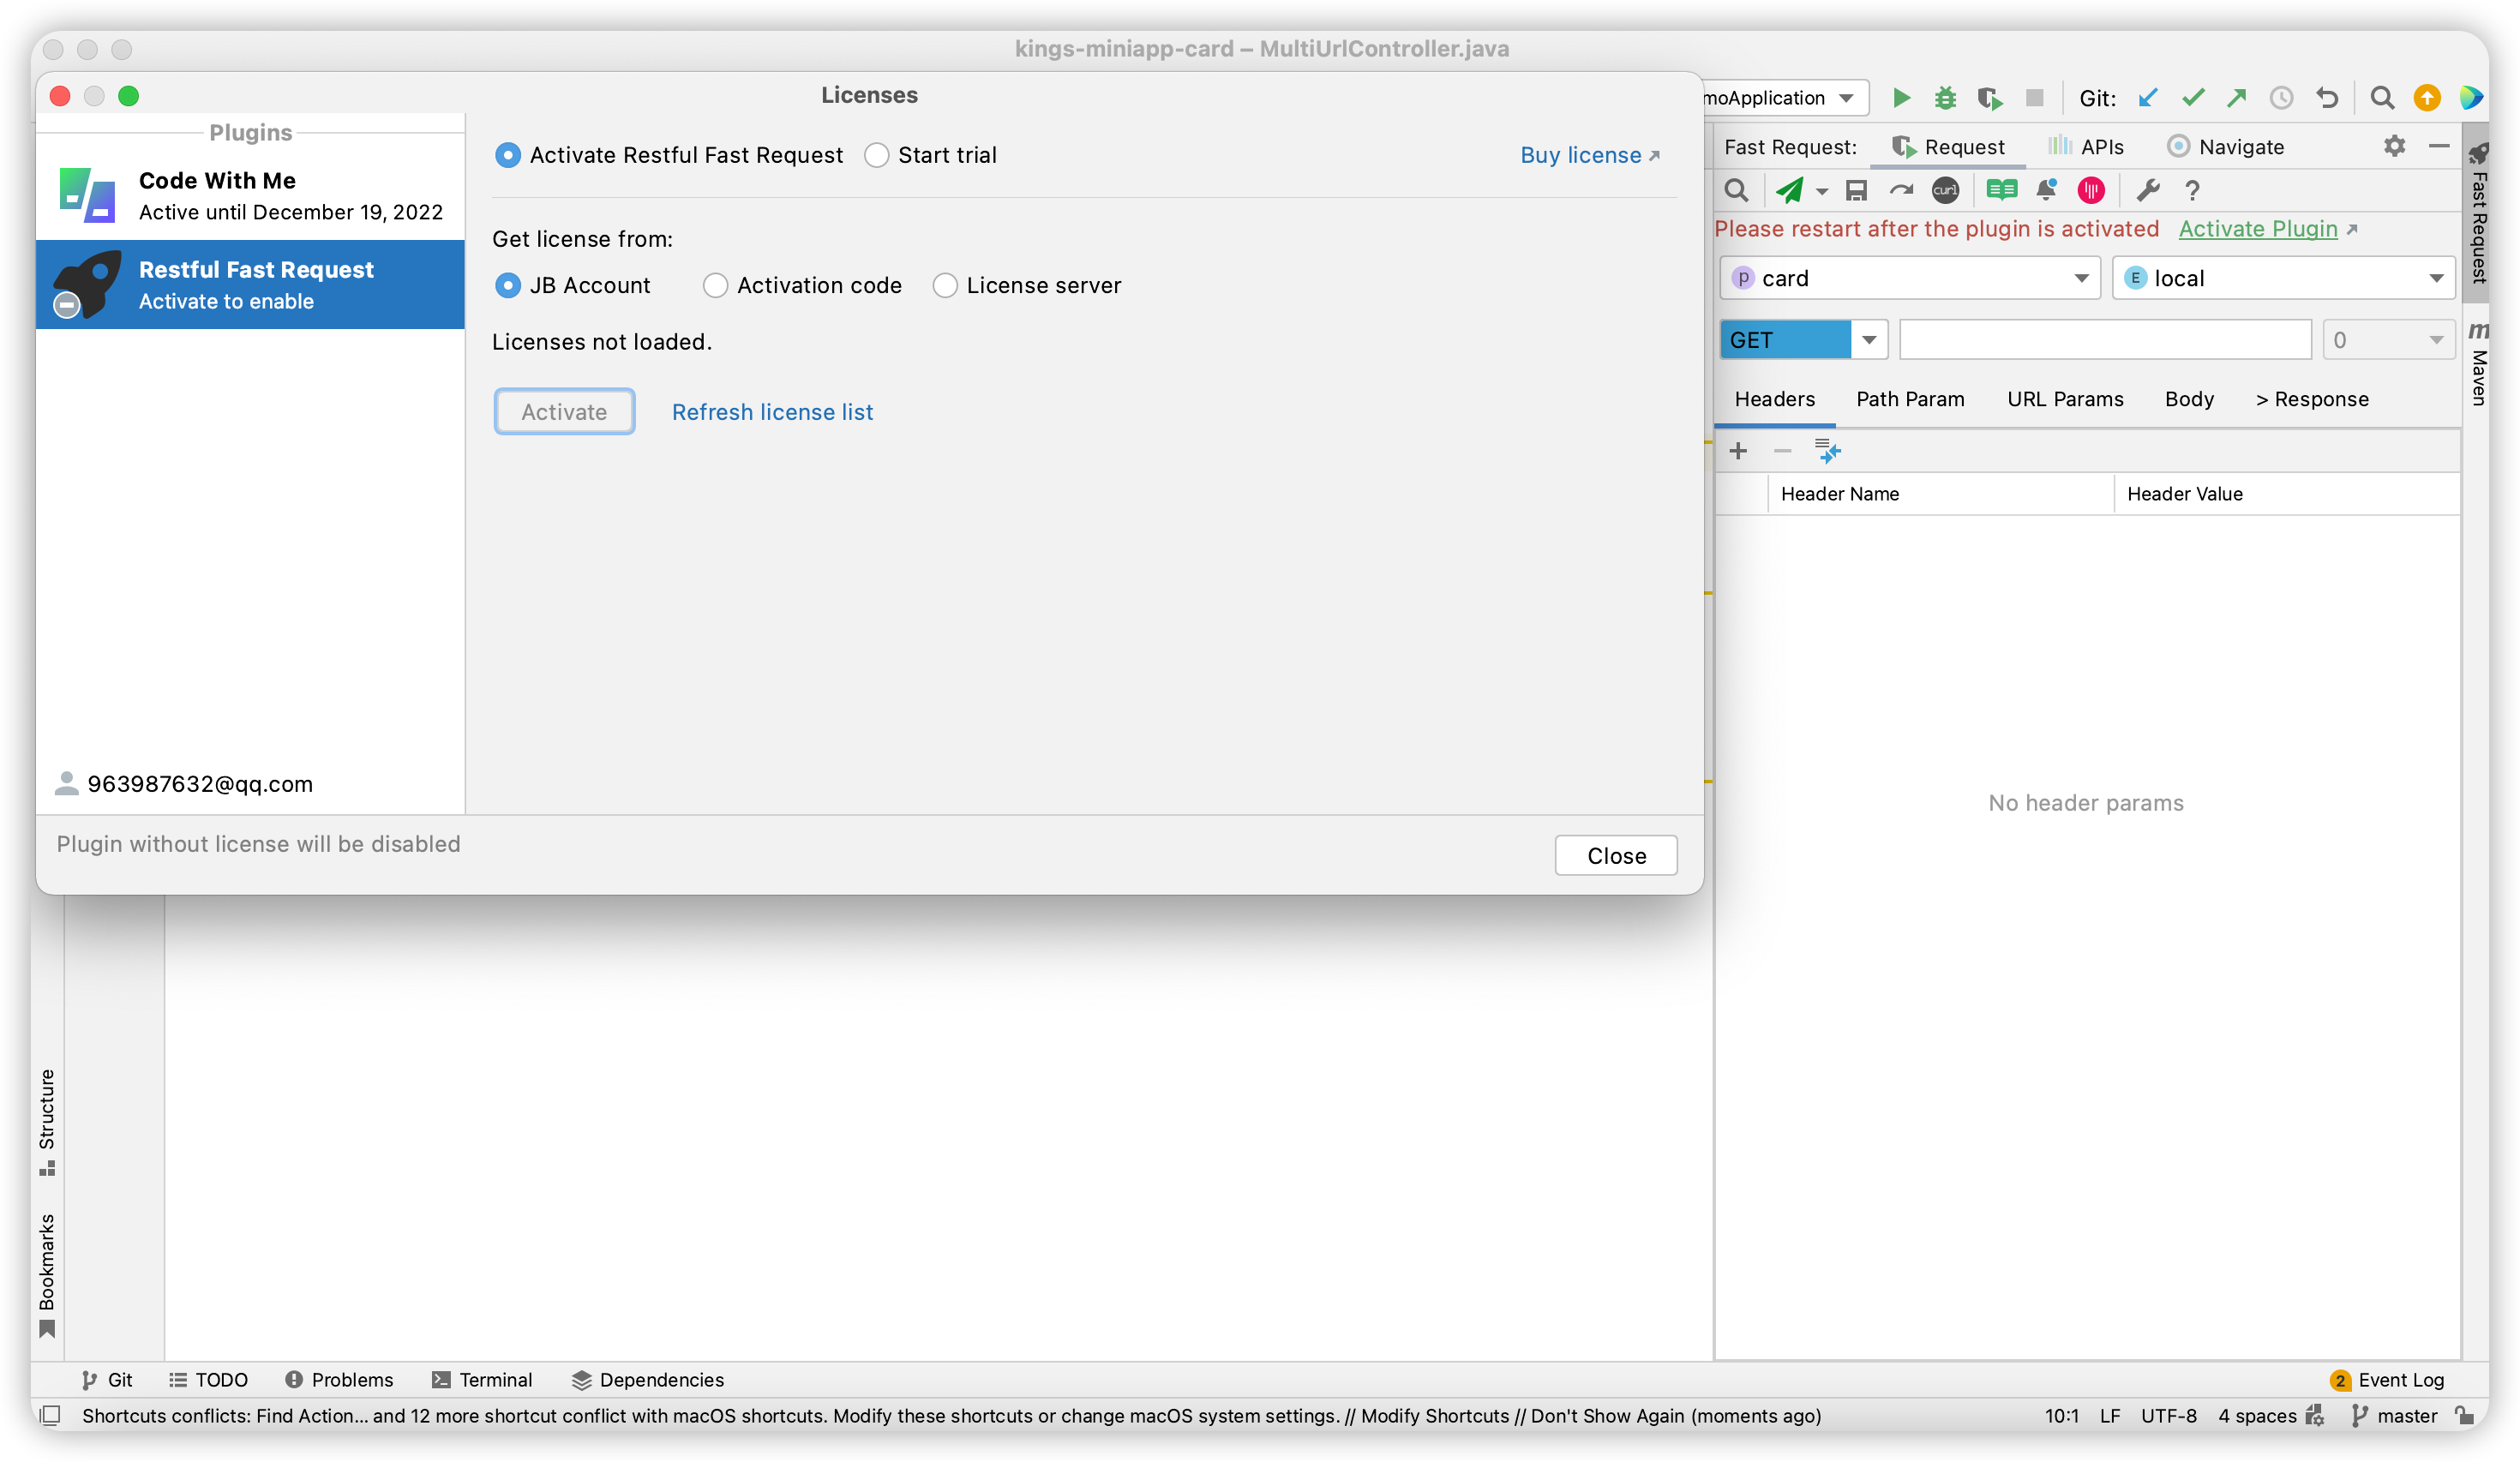 kings-miniapp-card – MultiUrlController.java
Licenses
Plugins
Code With Me
Active until December 19, 2022
Restful Fast Request
Activate to enable
963987632@qq.com
Activate Restful Fast Request
Start trial
Buy license
Get license from:
JB Account
Activation code
License server
Licenses not loaded.
Activate
Refresh license list
Plugin without license will be disabled
Close
moApplication
Git:
Fast Request:
Request
APIs
Navigate
curl
?
Please restart after the plugin is activated
Activate Plugin
p card
E local
GET
0
Headers
Path Param
URL Params
Body
> Response
Header Name
Header Value
No header params
Fast Request
m
Maven
Structure
Bookmarks
Git
TODO
Problems
Terminal
Dependencies
2 Event Log
Shortcuts conflicts: Find Action... and 12 more shortcut conflict with macOS shortcuts. Modify these shortcuts or change macOS system settings. // Modify Shortcuts // Don't Show Again (moments ago)
10:1
LF
UTF-8
4 spaces
master